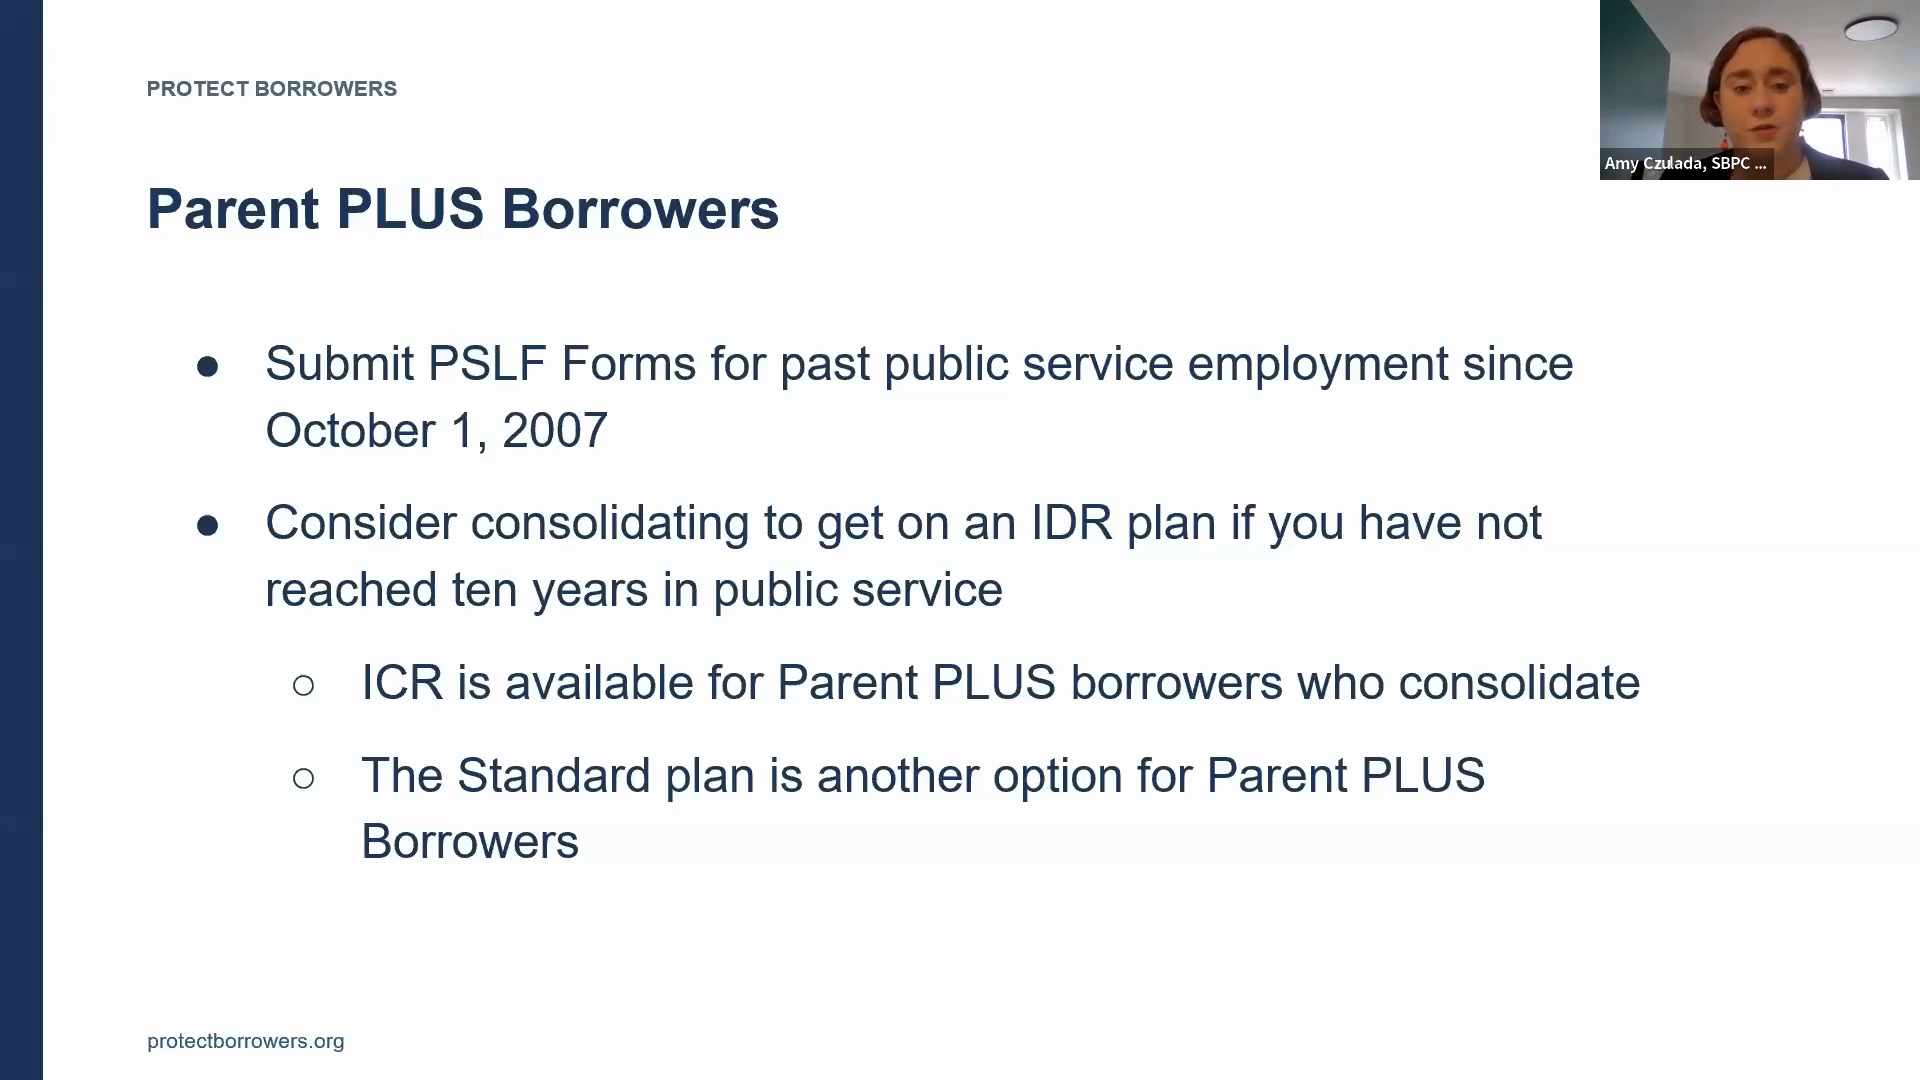 PROTECT BORROWERS
Amy Czulada, SBPC ...
Parent PLUS Borrowers
● Submit PSLF Forms for past public service employment since
October 1, 2007
● Consider consolidating to get on an IDR plan if you have not
reached ten years in public service
○ ICR is available for Parent PLUS borrowers who consolidate
○ The Standard plan is another option for Parent PLUS
Borrowers
protectborrowers.org